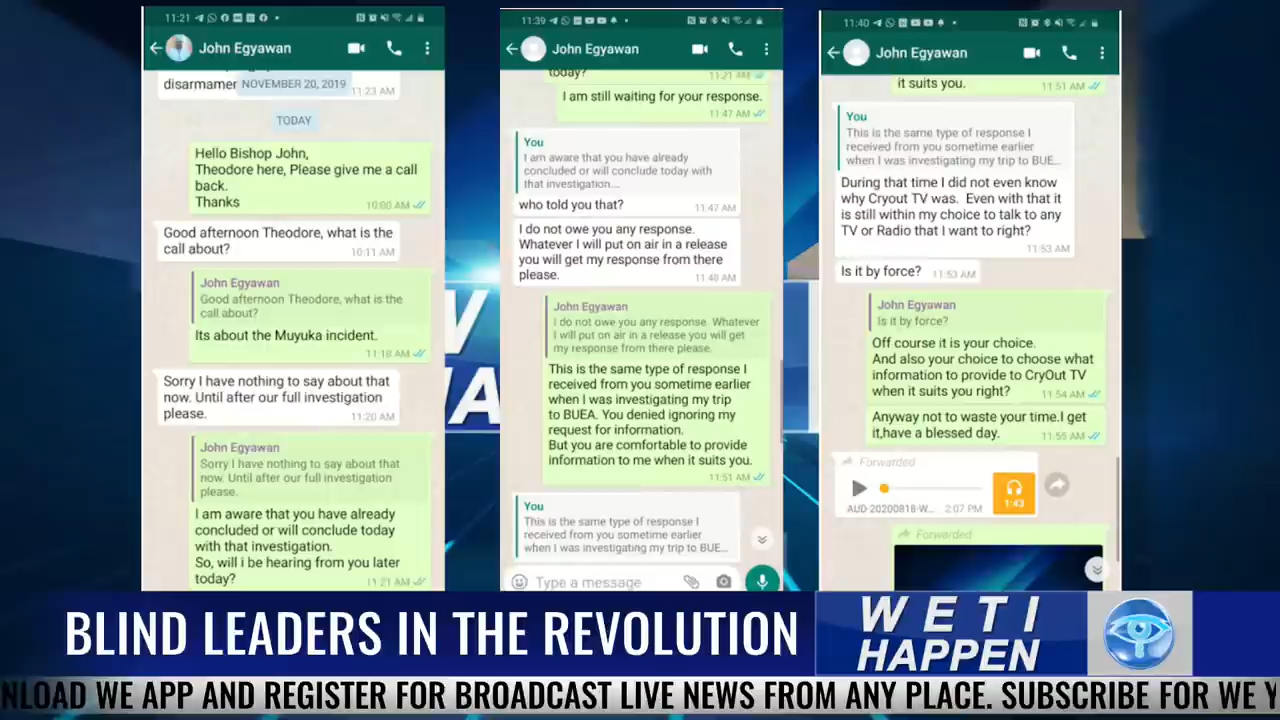 11:21
John Egyawan
disarmamen
NOVEMBER 20, 2019
11:23 AM
TODAY
Hello Bishop John,
Theodore here, Please give me a call
back.
Thanks
10:00 AM
Good afternoon Theodore, what is the
call about?
10:11 AM
John Egyawan
Good afternoon Theodore, what is the
call about?
Its about the Muyuka incident.
11:18 AM
Sorry I have nothing to say about that
now. Until after our full investigation
please.
11:20 AM
John Egyawan
Sorry I have nothing to say about that
now. Until after our full investigation
please.
I am aware that you have already
concluded or will conclude today
with that investigation.
So, will i be hearing from you later
today?
11:21 AM
11:39
John Egyawan
today?
11:21 AM
I am still waiting for your response.
11:47 AM
You
I am aware that you have already
concluded or will conclude today with
that investigation....
who told you that?
11:47 AM
I do not owe you any response.
Whatever I will put on air in a release
you will get my response from there
please.
11:48 AM
John Egyawan
I do not owe you any response. Whatever
I will put on air in a release you will get
my response from there please.
This is the same type of response I
received from you sometime earlier
when I was investigating my trip
to BUEA. You denied ignoring my
request for information.
But you are comfortable to provide
information to me when it suits you.
11:51 AM
You
This is the same type of response I
received from you sometime earlier
when I was investigating my trip to BUE...
Type a message
11:40
John Egyawan
it suits you.
11:51 AM
You
This is the same type of response I
received from you sometime earlier
when I was investigating my trip to BUE...
During that time I did not even know
why Cryout TV was. Even with that it
is still within my choice to talk to any
TV or Radio that I want to right?
11:53 AM
Is it by force?
11:53 AM
John Egyawan
Is it by force?
Off course it is your choice.
And also your choice to choose what
information to provide to CryOut TV
when it suits you right?
11:54 AM
Anyway not to waste your time.I get
it,have a blessed day.
11:55 AM
Forwarded
1:43
AUD-20200818-W...
2:07 PM
Forwarded
BLIND LEADERS IN THE REVOLUTION
WETI
HAPPEN
NLOAD WE APP AND REGISTER FOR BROADCAST LIVE NEWS FROM ANY PLACE. SUBSCRIBE FOR WE Y